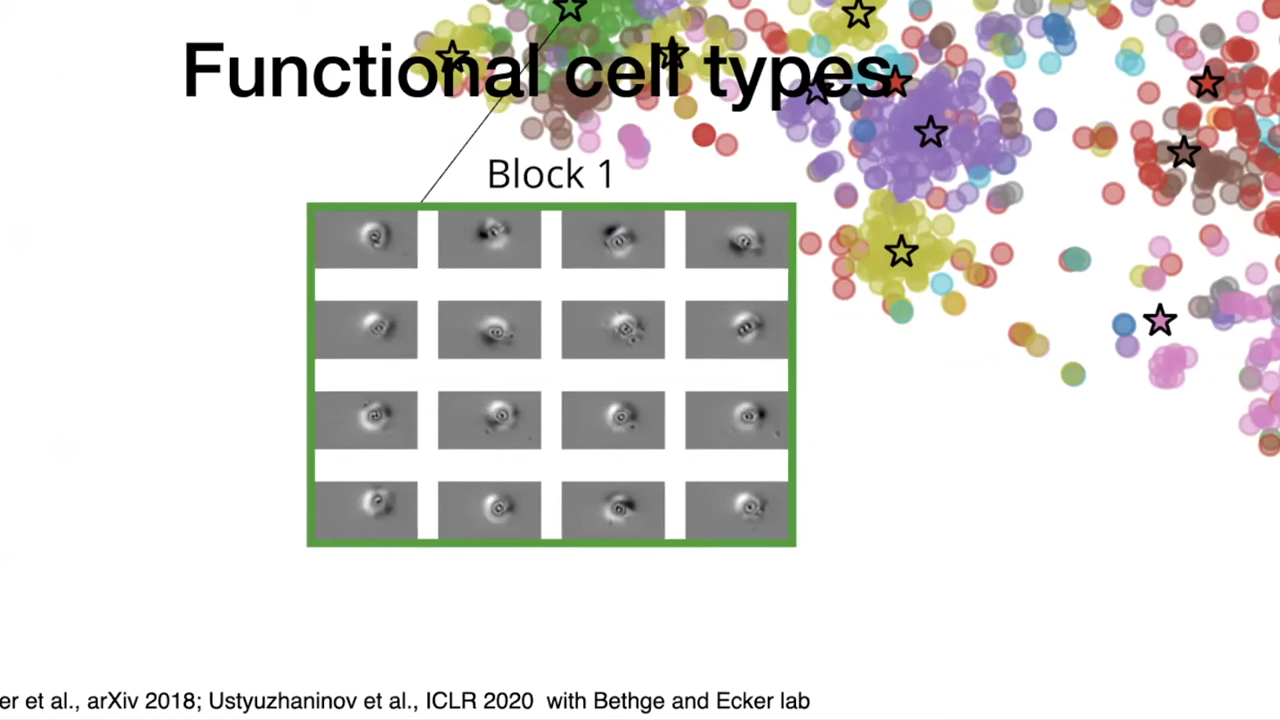 Functional cell types
Block 1
er et al., arXiv 2018; Ustyuzhaninov et al., ICLR 2020 with Bethge and Ecker lab